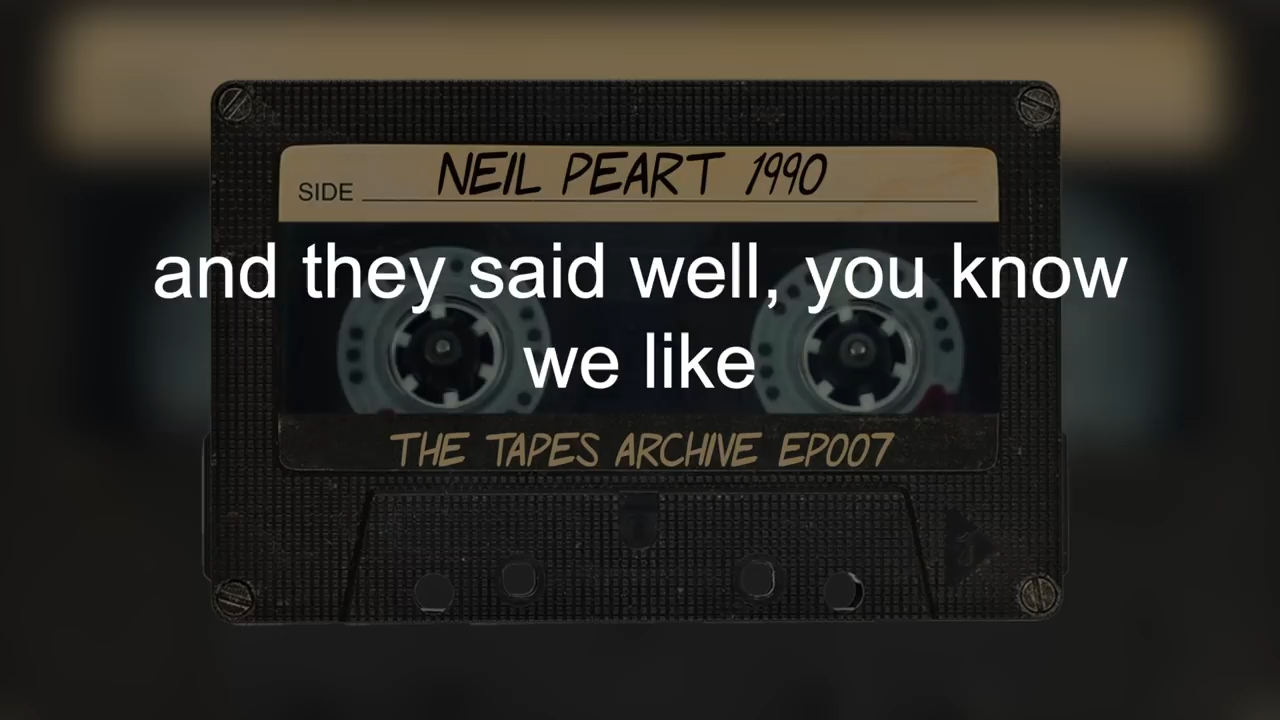 NEIL PEART 1990
SIDE
and they said well, you know
we like
THE TAPES ARCHIVE EP007